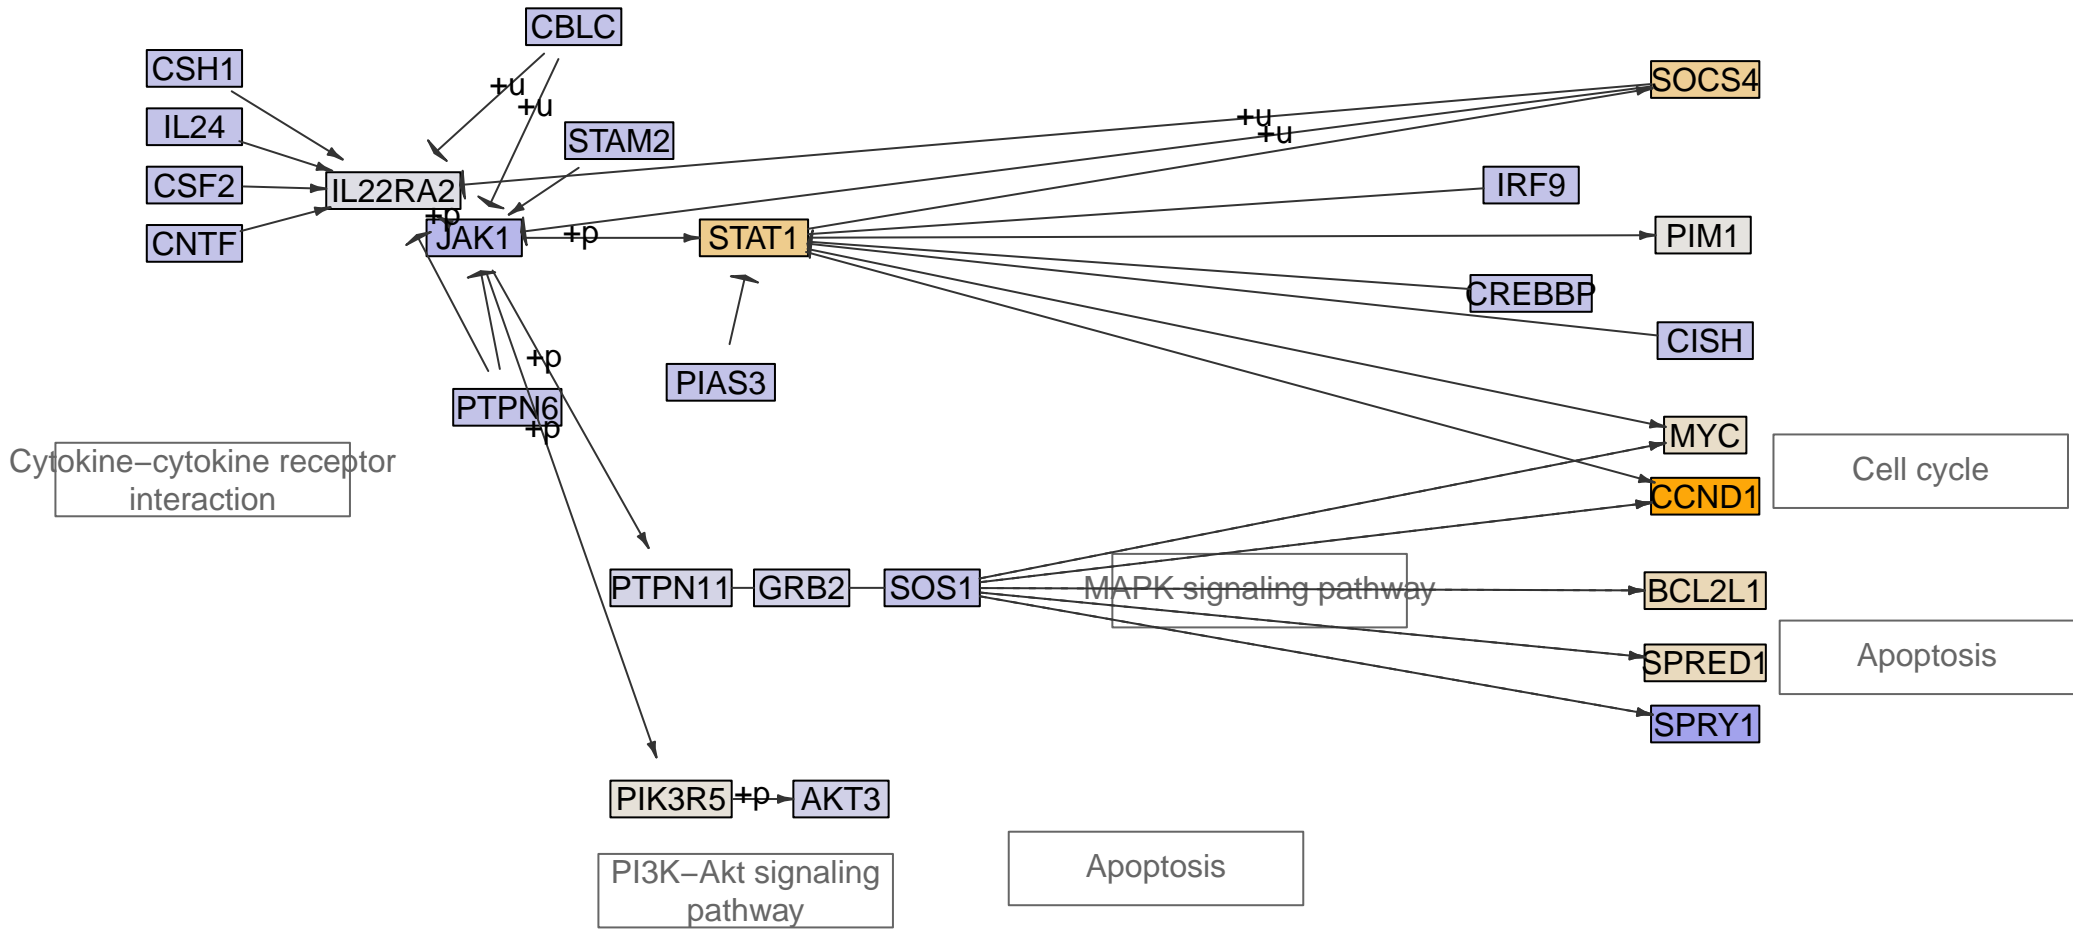 CBLC
CSH1
SOCS4
+u
+u
+u
IL24
+u
STAM2
CSF2
IL22RA2
IRF9
+p
CNTF
JAK1
+p
STAT1
PIM1
CREBBP
CISH
+p
PIAS3
PTPN6
+p
MYC
Cytokine−cytokine receptor
interaction
Cell cycle
CCND1
PTPN11
GRB2
SOS1
MAPK signaling pathway
BCL2L1
SPRED1
Apoptosis
SPRY1
PIK3R5
+p
AKT3
Apoptosis
PI3K−Akt signaling
pathway